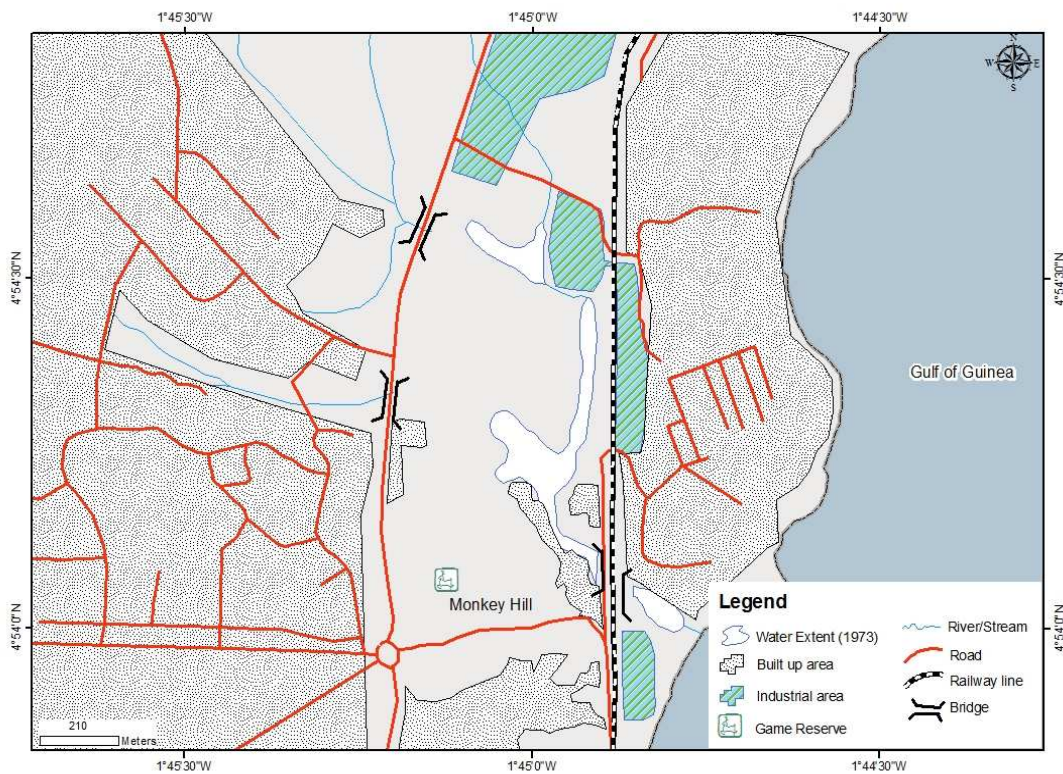 1°45'30"W
1°45'0"W
1°44'30"W
N
W
E
S
4°54'30"N
4°54'30"N
Gulf of Guinea
Monkey Hill
4°54'0"N
4°54'0"N
Legend
Water Extent (1973)
Built up area
Industrial area
Game Reserve
River/Stream
Road
Railway line
Bridge
210
Meters
1°45'30"W
1°45'0"W
1°44'30"W